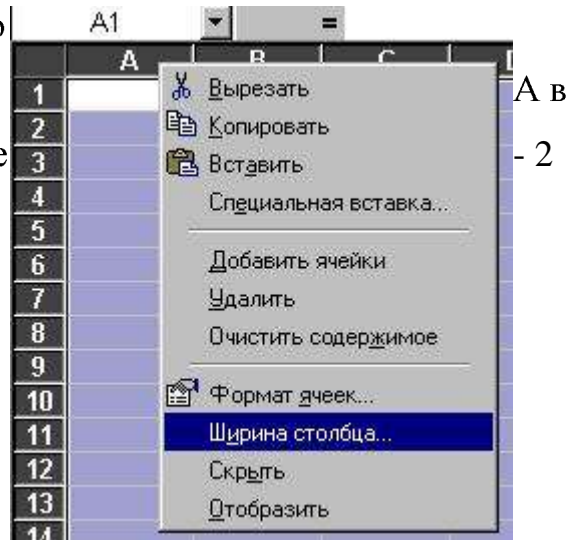 о A1 =
A B C D
1 Вырезать А в
2 Копировать
е 3 Вставить - 2
4 Специальная вставка...
5
6 Добавить ячейки
7 Удалить
8 Очистить содержимое
9
10 Формат ячеек...
11 Ширина столбца...
12 Скрыть
13 Отобразить
14